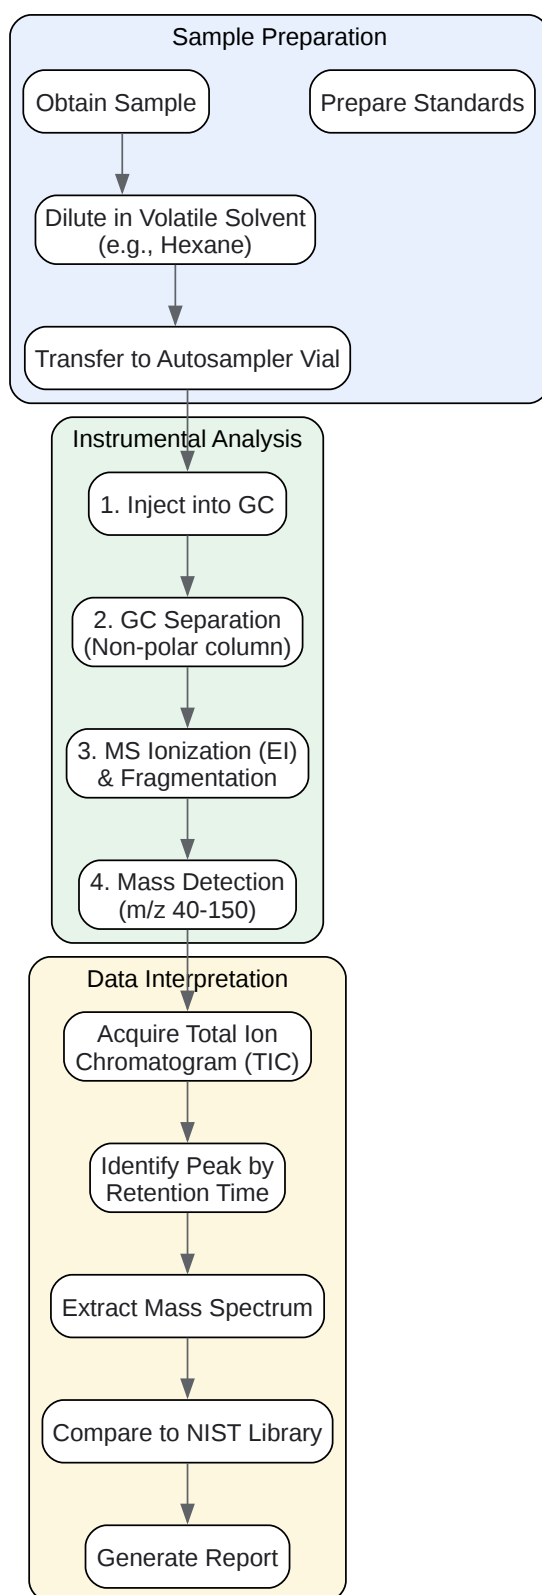 Sample Preparation
Obtain Sample
Prepare Standards
Dilute in Volatile Solvent
(e.g., Hexane)
Transfer to Autosampler Vial
Instrumental Analysis
1. Inject into GC
2. GC Separation
(Non-polar column)
3. MS Ionization (EI)
& Fragmentation
4. Mass Detection
(m/z 40-150)
Data Interpretation
Acquire Total Ion
Chromatogram (TIC)
Identify Peak by
Retention Time
Extract Mass Spectrum
Compare to NIST Library
Generate Report